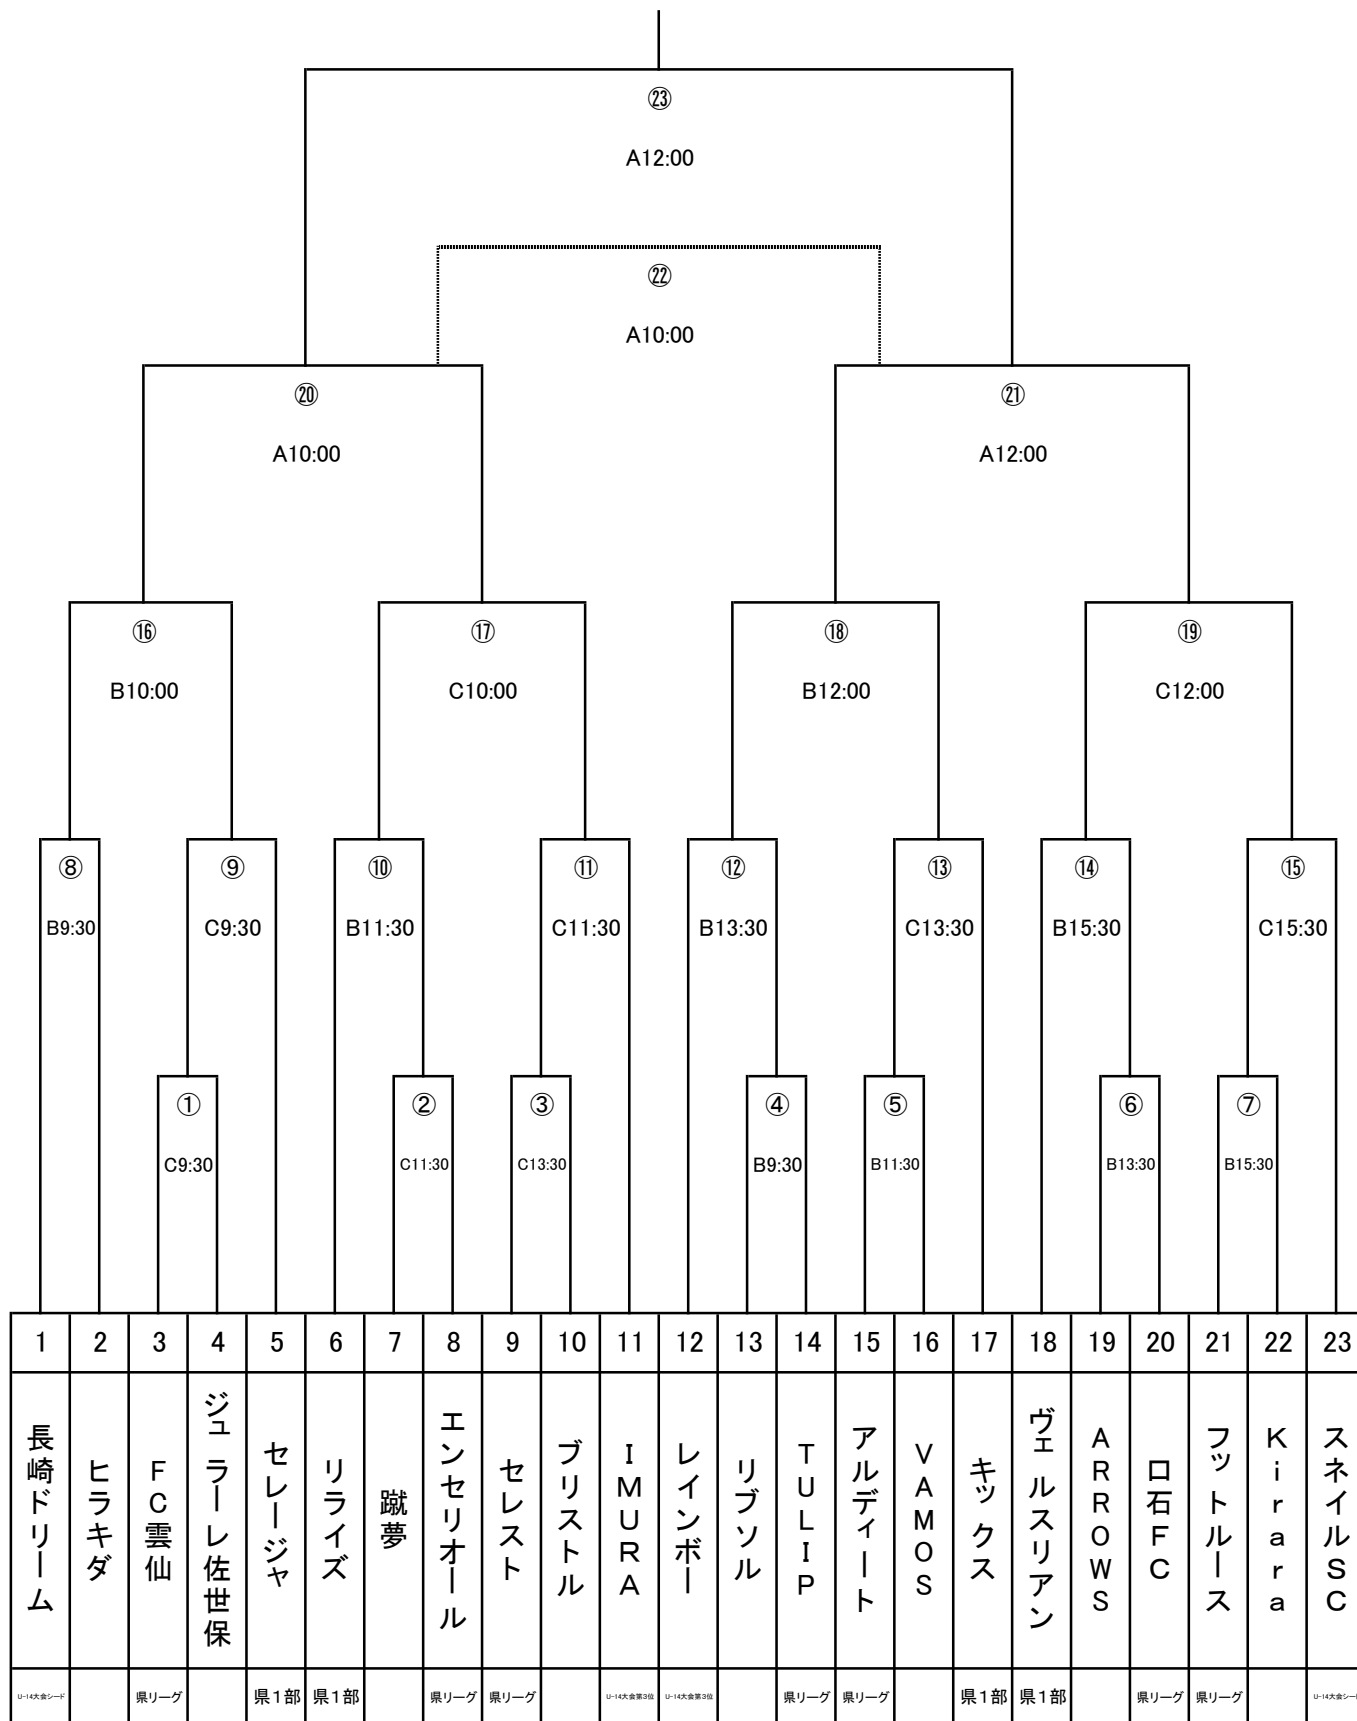 ㉓
A12:00
㉒
A10:00
⑳
㉑
A10:00
A12:00
⑯
⑰
⑱
⑲
B10:00
C10:00
B12:00
C12:00
⑧
⑨
⑩
⑪
⑫
⑬
⑭
⑮
B9:30
C9:30
B11:30
C11:30
B13:30
C13:30
B15:30
C15:30
①
②
③
④
⑤
⑥
⑦
C9:30
C11:30
C13:30
B9:30
B11:30
B13:30
B15:30
1 2 3 4 5 6 7 8 9 10 11 12 13 14 15 16 17 18 19 20 21 22 23
長崎ドリーム
ヒラキダ
FC雲仙
ジュラーレ佐世保
セレージャ
リライズ
蹴夢
エンセリオール
セレスト
ブリストル
IMURA
レインボー
リブソル
TULIP
アルディート
VAMOS
キックス
ヴェルスリアン
ARROWS
口石FC
フットルース
Kirara
スネイルSC
U-14大会シード
県リーグ
県1部
県1部
県リーグ
県リーグ
U-14大会第3位
U-14大会第3位
県リーグ
県リーグ
県1部
県1部
県リーグ
県リーグ
U-14大会シード